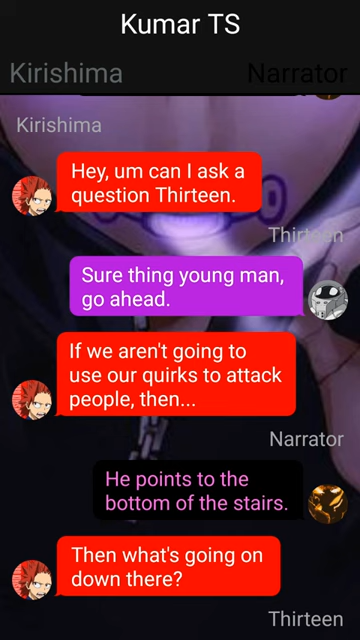 Kumar TS
Kirishima
Narrator
Kirishima
Hey, um can I ask a
question Thirteen.
Thirteen
Sure thing young man,
go ahead.
If we aren't going to
use our quirks to attack
people, then...
Narrator
He points to the
bottom of the stairs.
Then what's going on
down there?
Thirteen